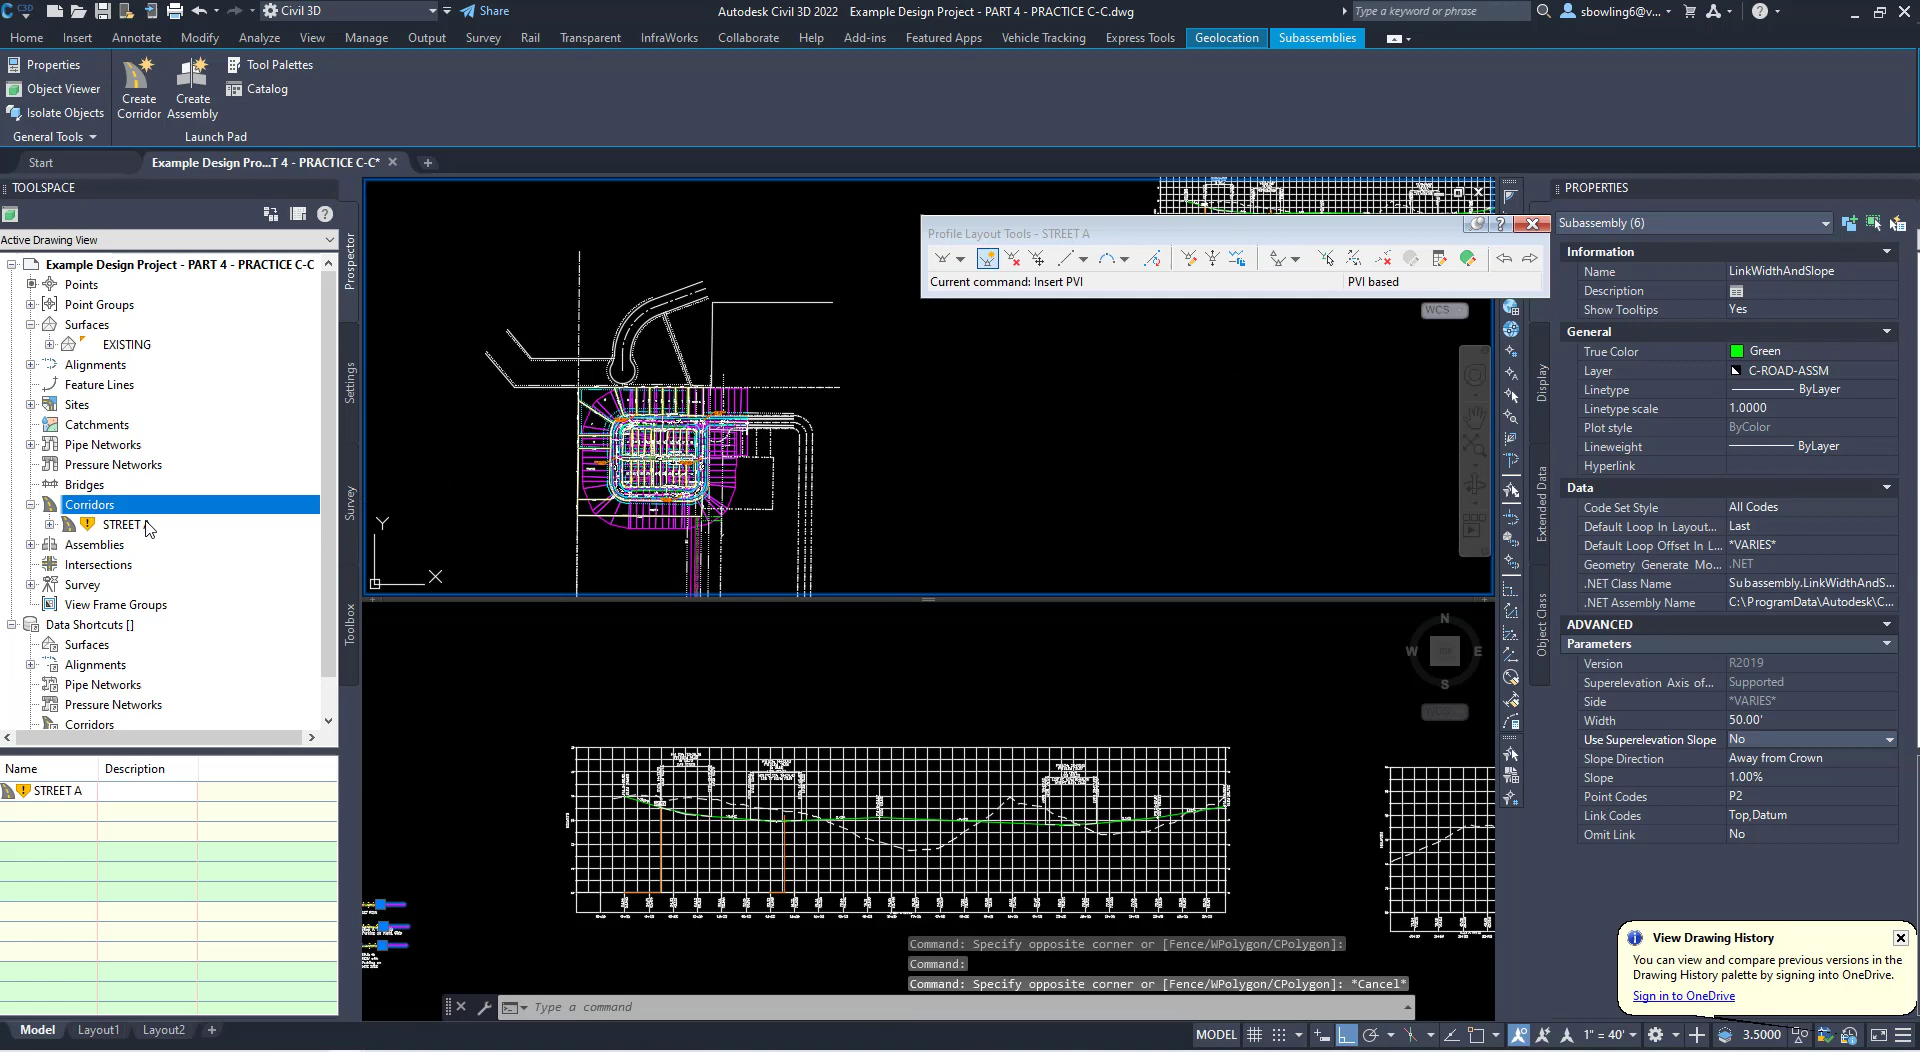 C3D
Civil 3D
Share
Autodesk Civil 3D 2022 Example Design Project - PART 4 - PRACTICE C-C.dwg
Type a keyword or phrase
sbowling6@v...
Home Insert Annotate Modify Analyze View Manage Output Survey Rail Transparent InfraWorks Collaborate Help Add-ins Featured Apps Vehicle Tracking Express Tools Geolocation Subassemblies
Properties
Object Viewer
Isolate Objects
General Tools
Create Corridor
Create Assembly
Tool Palettes
Catalog
Launch Pad
Start
Example Design Pro...T 4 - PRACTICE C-C*
TOOLSPACE
Active Drawing View
Example Design Project - PART 4 - PRACTICE C-C
Points
Point Groups
Surfaces
EXISTING
Alignments
Feature Lines
Sites
Catchments
Pipe Networks
Pressure Networks
Bridges
Corridors
STREET A
Assemblies
Intersections
Survey
View Frame Groups
Data Shortcuts []
Surfaces
Alignments
Pipe Networks
Pressure Networks
Corridors
Prospector
Settings
Survey
Toolbox
Name Description
STREET A
Profile Layout Tools - STREET A
Current command: Insert PVI
PVI based
WCS
Y
X
N
W E
S
Command: Specify opposite corner or [Fence/WPolygon/CPolygon]:
Command:
Command: Specify opposite corner or [Fence/WPolygon/CPolygon]: *Cancel*
Type a command
Display
Extended Data
Object Class
PROPERTIES
Subassembly (6)
Information
Name LinkWidthAndSlope
Description
Show Tooltips Yes
General
True Color Green
Layer C-ROAD-ASSM
Linetype ByLayer
Linetype scale 1.0000
Plot style ByColor
Lineweight ByLayer
Hyperlink
Data
Code Set Style All Codes
Default Loop In Layout... Last
Default Loop Offset In L... *VARIES*
Geometry Generate Mo... .NET
.NET Class Name Subassembly.LinkWidthAndS...
.NET Assembly Name C:\ProgramData\Autodesk\C...
ADVANCED
Parameters
Version R2019
Superelevation Axis of... Supported
Side *VARIES*
Width 50.00'
Use Superelevation Slope No
Slope Direction Away from Crown
Slope 1.00%
Point Codes P2
Link Codes Top,Datum
Omit Link No
View Drawing History
You can view and compare previous versions in the
Drawing History palette by signing into OneDrive.
Sign in to OneDrive
Model Layout1 Layout2
MODEL
1" = 40'
3.5000